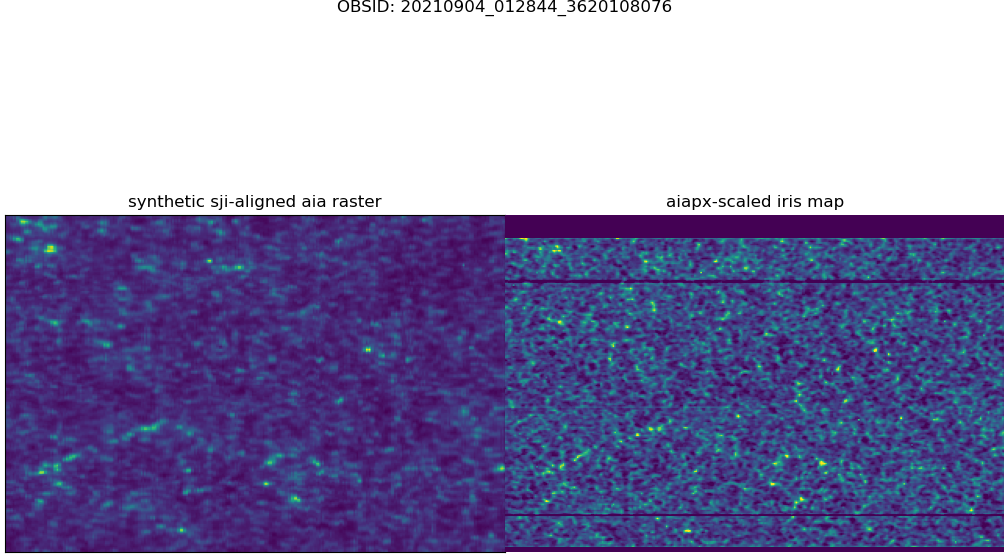 OBSID: 20210904_012844_3620108076
synthetic sji-aligned aia raster
aiapx-scaled iris map